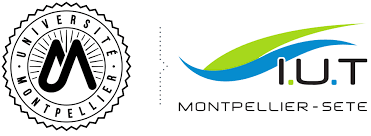 · UNIVERSITÉ ·
MONTPELLIER
I.U.T
MONTPELLIER-SETE